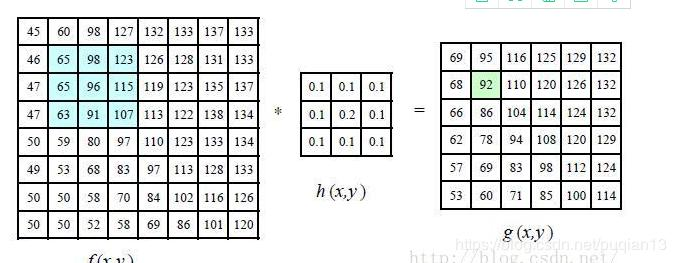 45 60 98 127 132 133 137 133
46 65 98 123 126 128 131 133
47 65 96 115 119 123 135 137
47 63 91 107 113 122 138 134
50 59 80 97 110 123 133 134
49 53 68 83 97 113 128 133
50 50 58 70 84 102 116 126
50 50 52 58 69 86 101 120
f(x,y)
*
0.1 0.1 0.1
0.1 0.2 0.1
0.1 0.1 0.1
h(x,y)
=
69 95 116 125 129 132
68 92 110 120 126 132
66 86 104 114 124 132
62 78 94 108 120 129
57 69 83 98 112 124
53 60 71 85 100 114
g(x,y)
https://blog.csdn.net/puqian13
http://blog.csdn.net/